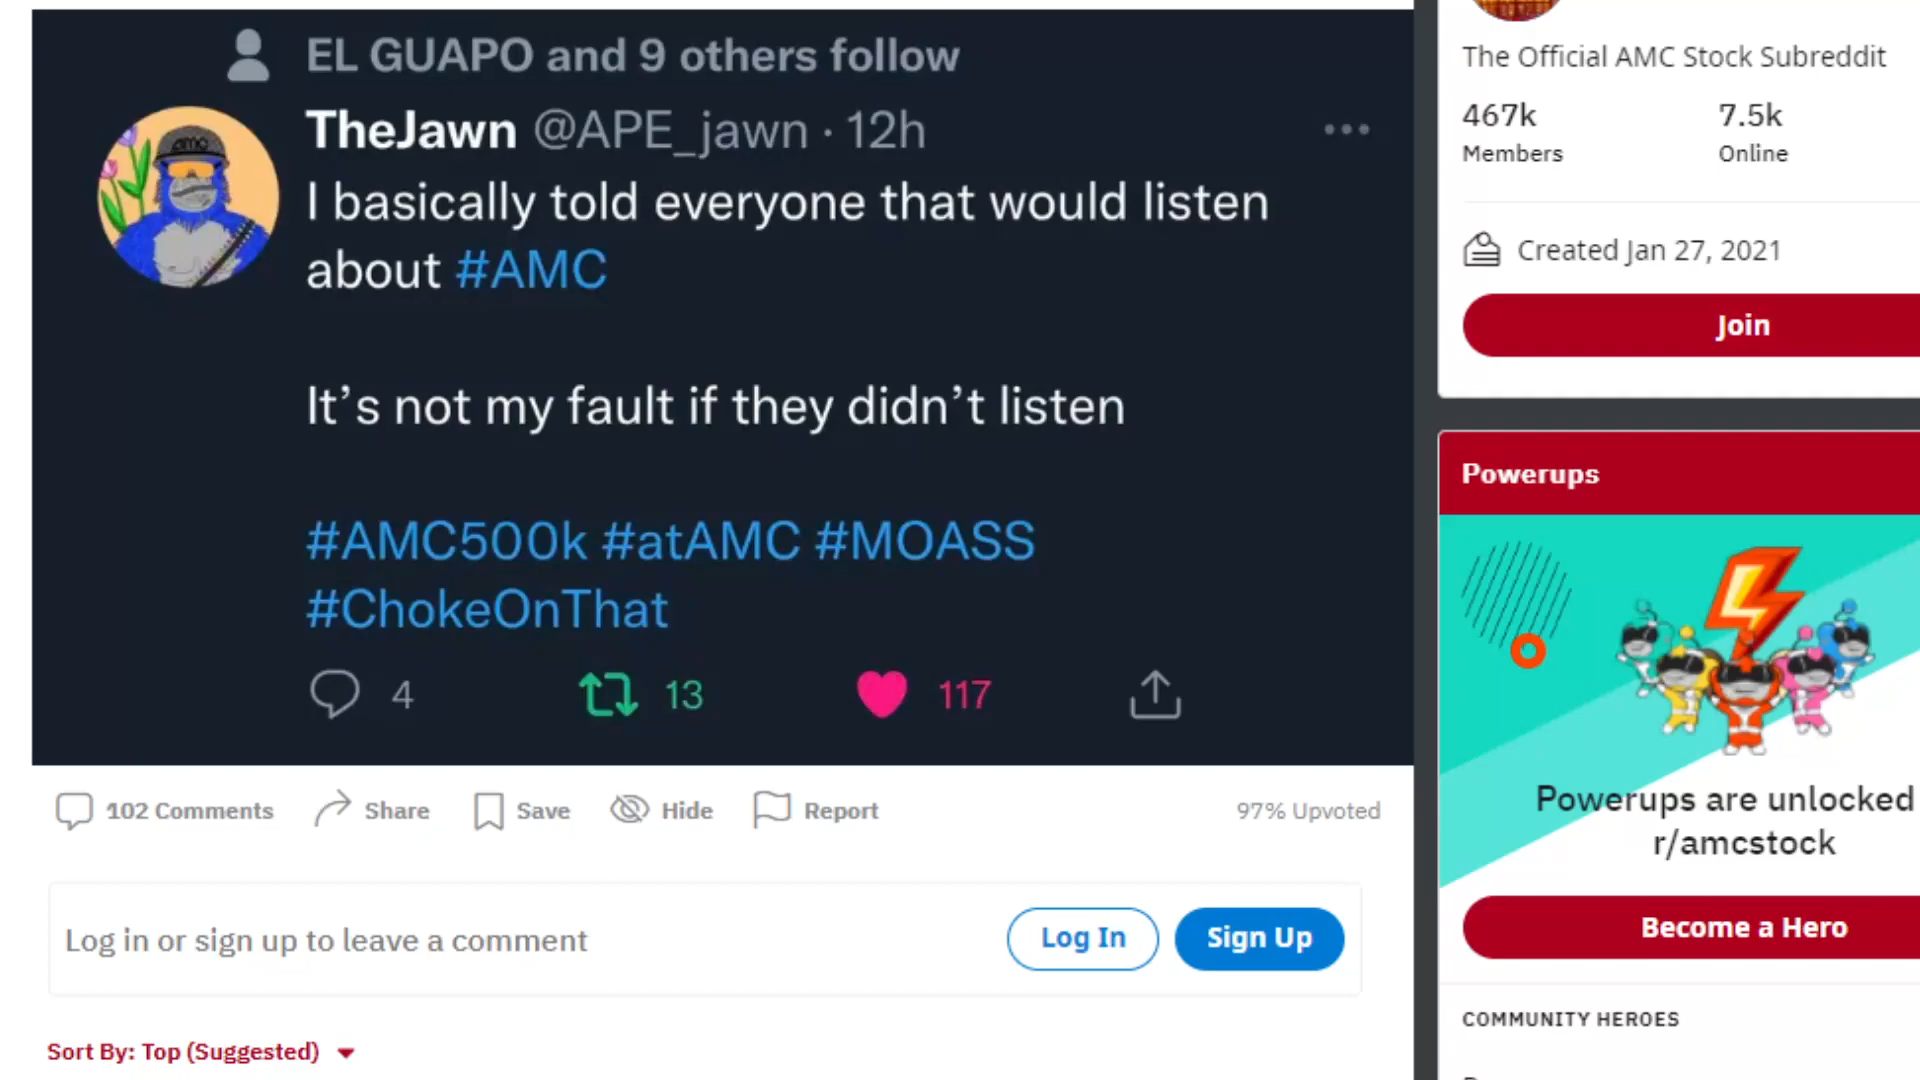 EL GUAPO and 9 others follow
TheJawn @APE_jawn · 12h
I basically told everyone that would listen
about #AMC
It’s not my fault if they didn’t listen
#AMC500k #atAMC #MOASS
#ChokeOnThat
4 13 117
102 Comments Share Save Hide Report 97% Upvoted
Log in or sign up to leave a comment Log In Sign Up
Sort By: Top (Suggested)
The Official AMC Stock Subreddit
467k 7.5k
Members Online
Created Jan 27, 2021
Join
Powerups
Powerups are unlocked
r/amcstock
Become a Hero
COMMUNITY HEROES